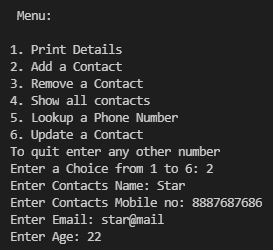 Menu:
1. Print Details
2. Add a Contact
3. Remove a Contact
4. Show all contacts
5. Lookup a Phone Number
6. Update a Contact
To quit enter any other number
Enter a Choice from 1 to 6: 2
Enter Contacts Name: Star
Enter Contacts Mobile no: 8887687686
Enter Email: star@mail
Enter Age: 22